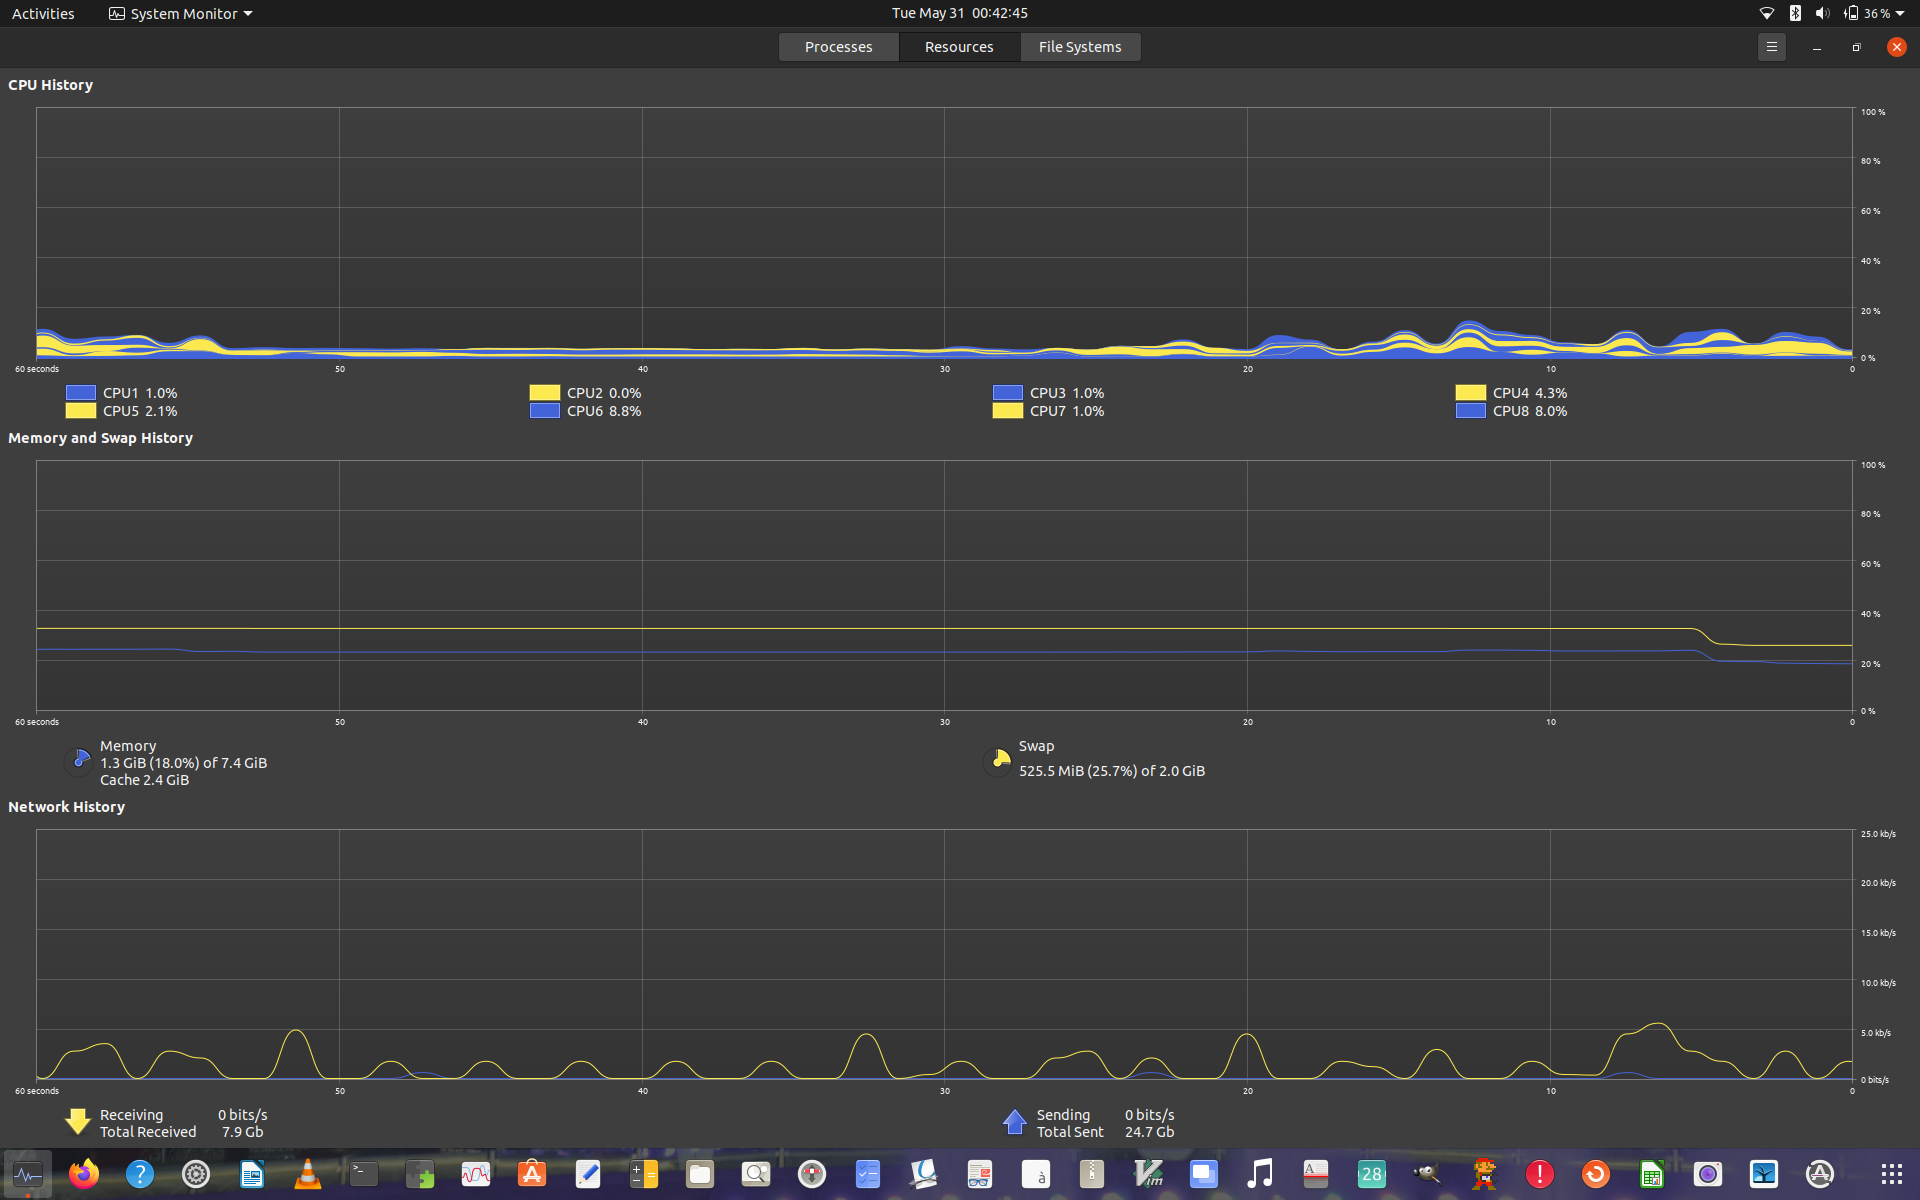 Activities System Monitor Tue May 31 00:42:45 36 %
Processes Resources File Systems
CPU History
100 %
80 %
60 %
40 %
20 %
0 %
60 seconds 50 40 30 20 10 0
CPU1 1.0% CPU2 0.0% CPU3 1.0% CPU4 4.3%
CPU5 2.1% CPU6 8.8% CPU7 1.0% CPU8 8.0%
Memory and Swap History
100 %
80 %
60 %
40 %
20 %
0 %
60 seconds 50 40 30 20 10 0
Memory Swap
1.3 GiB (18.0%) of 7.4 GiB 525.5 MiB (25.7%) of 2.0 GiB
Cache 2.4 GiB
Network History
25.0 kb/s
20.0 kb/s
15.0 kb/s
10.0 kb/s
5.0 kb/s
0 bits/s
60 seconds 50 40 30 20 10 0
Receiving 0 bits/s Sending 0 bits/s
Total Received 7.9 Gb Total Sent 24.7 Gb
? >_ A à Vim A 28 !